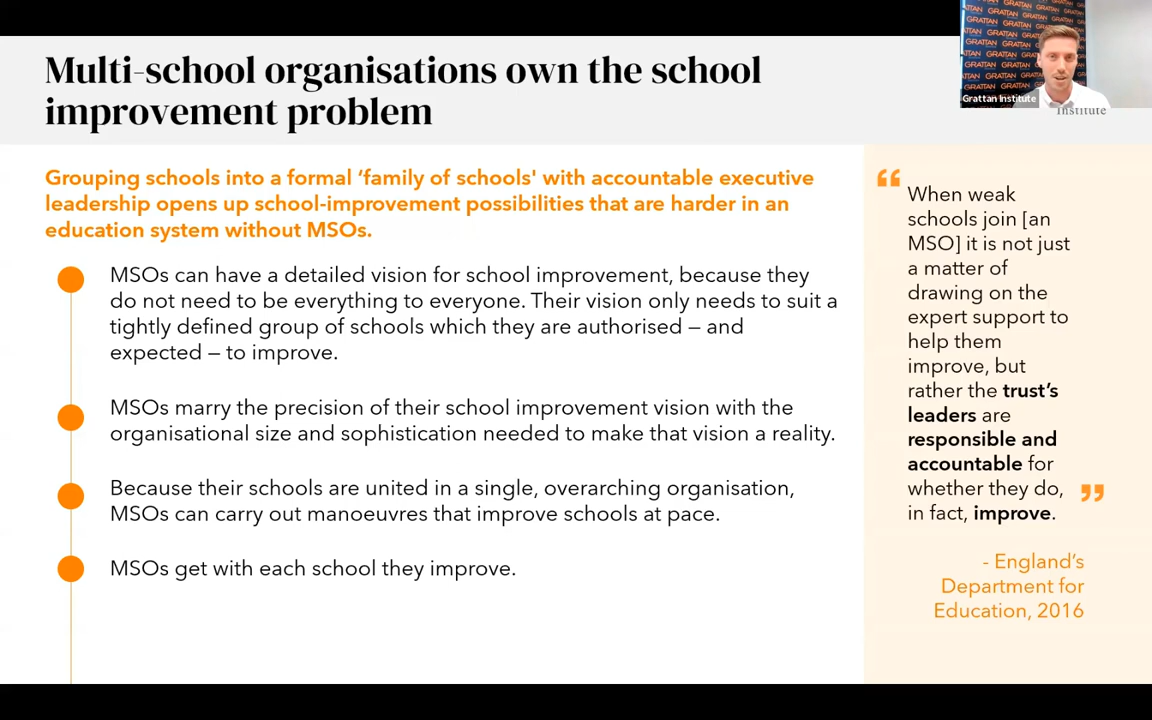 Multi-school organisations own the school
improvement problem
Grouping schools into a formal ‘family of schools' with accountable executive
leadership opens up school-improvement possibilities that are harder in an
education system without MSOs.
MSOs can have a detailed vision for school improvement, because they
do not need to be everything to everyone. Their vision only needs to suit a
tightly defined group of schools which they are authorised – and
expected – to improve.
MSOs marry the precision of their school improvement vision with the
organisational size and sophistication needed to make that vision a reality.
Because their schools are united in a single, overarching organisation,
MSOs can carry out manoeuvres that improve schools at pace.
MSOs get with each school they improve.
“
When weak
schools join [an
MSO] it is not just
a matter of
drawing on the
expert support to
help them
improve, but
rather the trust’s
leaders are
responsible and
accountable for
whether they do,
in fact, improve.
”
- England’s
Department for
Education, 2016
GRATTAN GRATTAN GRATTAN
Grattan Institute
Institute